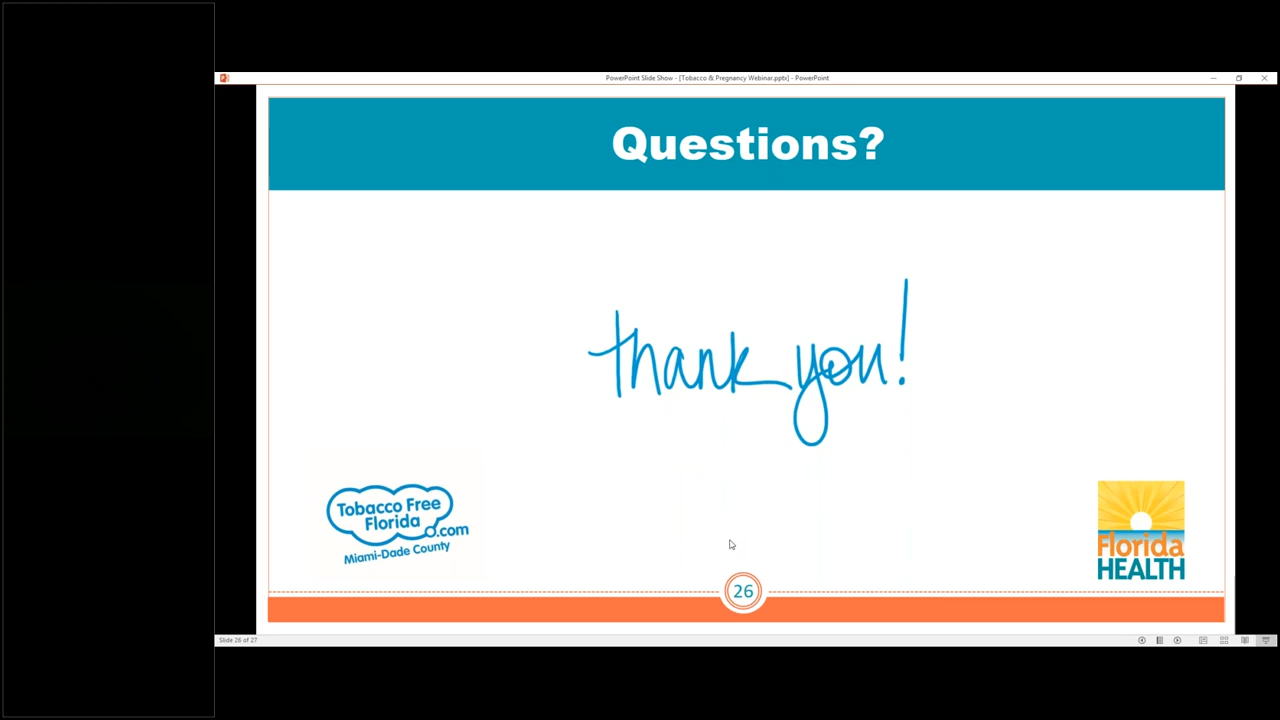 PowerPoint Slide Show - [Tobacco & Pregnancy Webinar.pptx] - PowerPoint
Questions?
thank you!
Tobacco Free
Florida
.com
Miami-Dade County
Florida
HEALTH
26
Slide 26 of 27